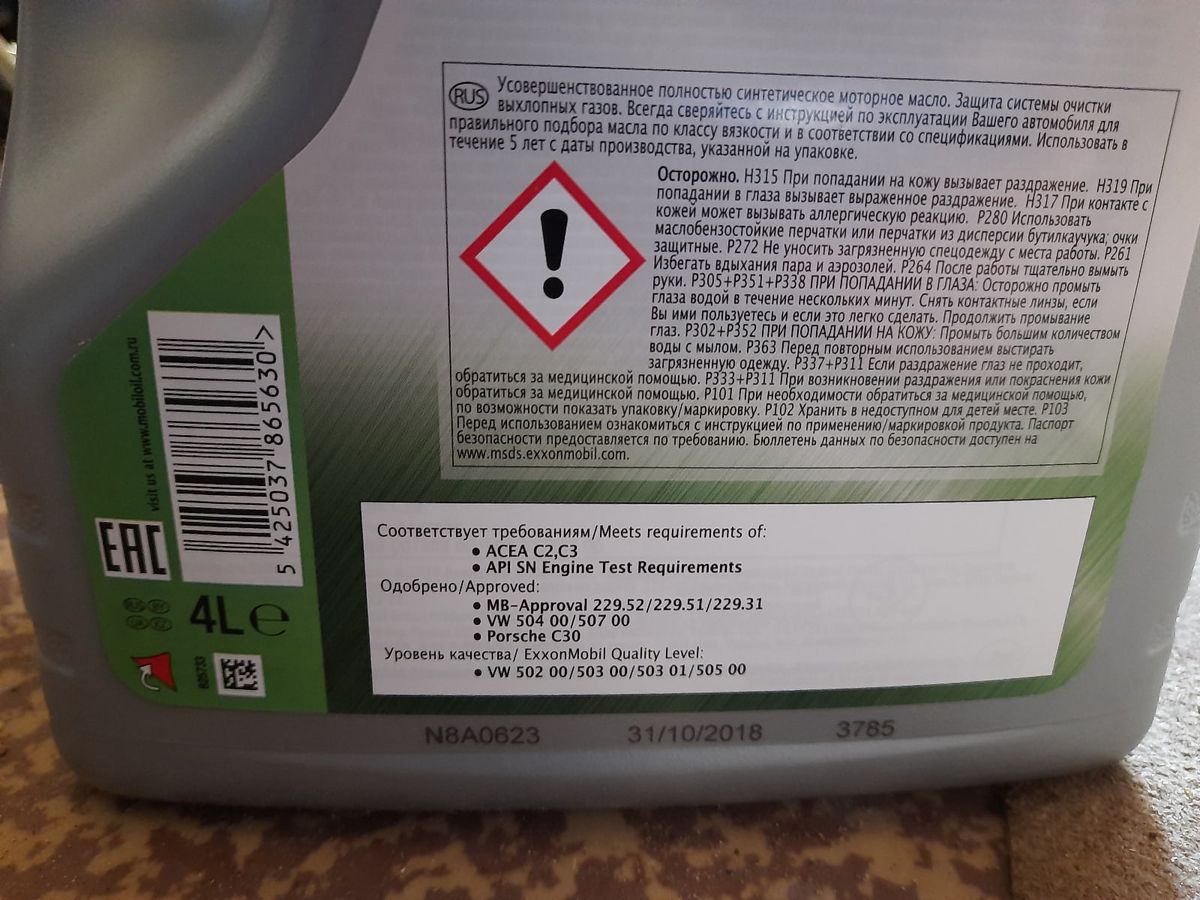 RUS
Усовершенствованное полностью синтетическое моторное масло. Защита системы очистки
выхлопных газов. Всегда сверяйтесь с инструкцией по эксплуатации Вашего автомобиля для
правильного подбора масла по классу вязкости и в соответствии со спецификациями. Использовать в
течение 5 лет с даты производства, указанной на упаковке.
Осторожно. H315 При попадании на кожу вызывает раздражение. H319 При
попадании в глаза вызывает выраженное раздражение. H317 При контакте с
кожей может вызывать аллергическую реакцию. P280 Использовать
маслобензостойкие перчатки или перчатки из дисперсии бутилкаучука; очки
защитные. P272 Не уносить загрязненную спецодежду с места работы. P261
Избегать вдыхания пара и аэрозолей. P264 После работы тщательно вымыть
руки. P305+P351+P338 ПРИ ПОПАДАНИИ В ГЛАЗА: Осторожно промыть
глаза водой в течение нескольких минут. Снять контактные линзы, если
Вы ими пользуетесь и если это легко сделать. Продолжить промывание
глаз. P302+P352 ПРИ ПОПАДАНИИ НА КОЖУ: Промыть большим количеством
воды с мылом. P363 Перед повторным использованием выстирать
загрязненную одежду. P337+P311 Если раздражение глаз не проходит,
обратиться за медицинской помощью. P333+P311 При возникновении раздражения или покраснения кожи
обратиться за медицинской помощью. P101 При необходимости обратиться за медицинской помощью,
по возможности показать упаковку/маркировку. P102 Хранить в недоступном для детей месте. P103
Перед использованием ознакомиться с инструкцией по применению/маркировкой продукта. Паспорт
безопасности предоставляется по требованию. Бюллетень данных по безопасности доступен на
www.msds.exxonmobil.com.
visit us at www.mobiloil.com.ru
5 425037 865630 >
EAC
4L e
RUS
UA KZ
625733
Соответствует требованиям/Meets requirements of:
• ACEA C2,C3
• API SN Engine Test Requirements
Одобрено/Approved:
• MB-Approval 229.52/229.51/229.31
• VW 504 00/507 00
• Porsche C30
Уровень качества/ ExxonMobil Quality Level:
• VW 502 00/503 00/503 01/505 00
N8A0623 31/10/2018 3785